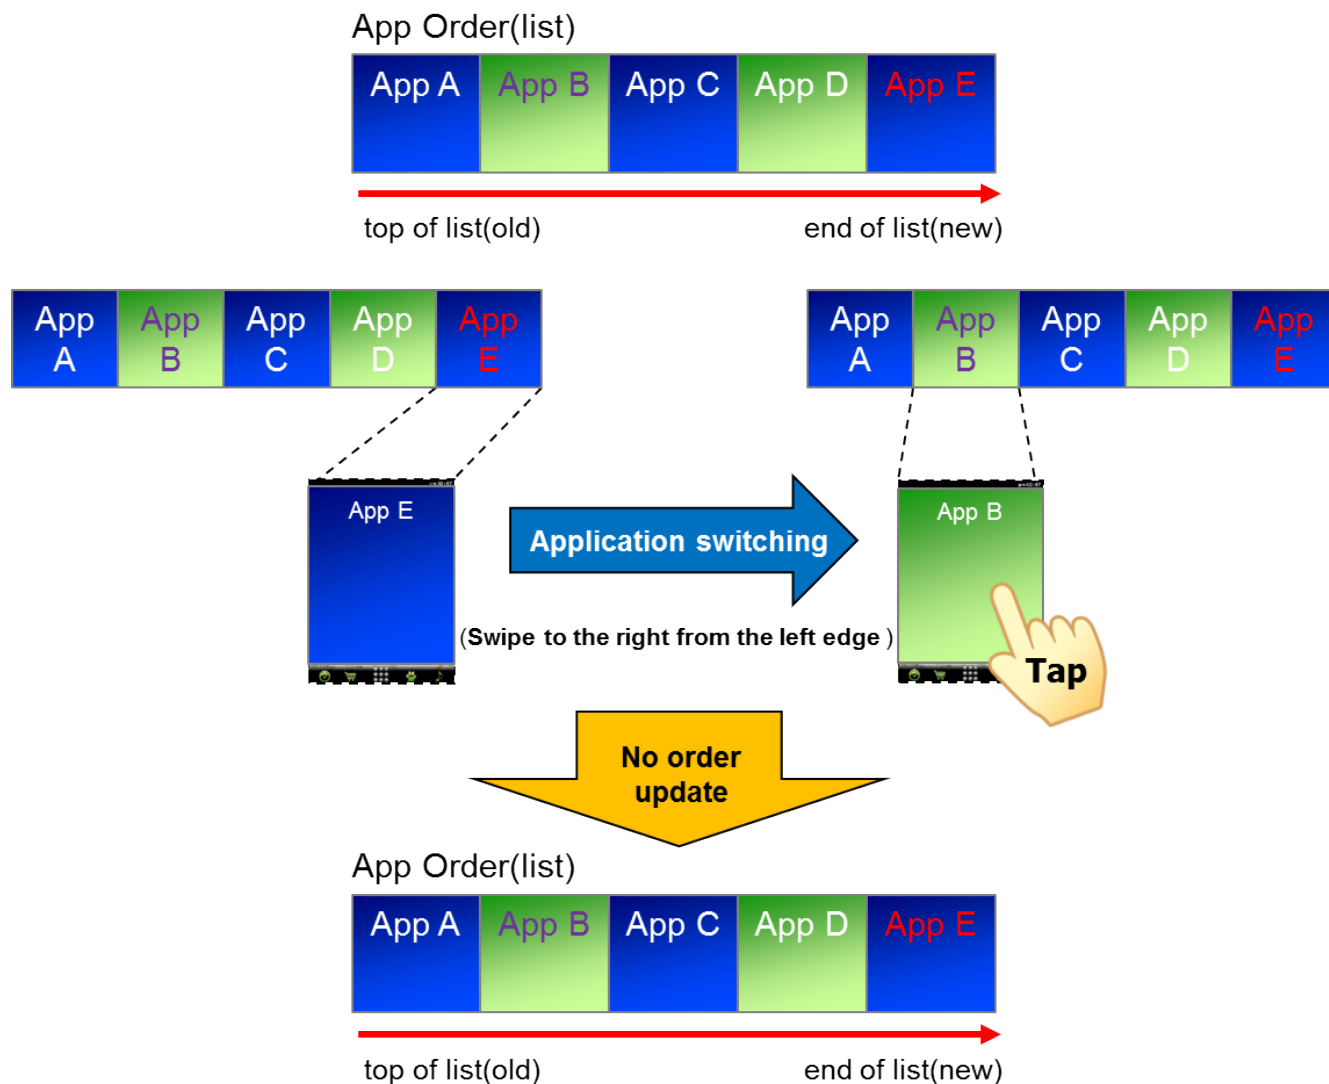 App Order(list)
App A App B App C App D App E
top of list(old) end of list(new)
App A App B App C App D App E
App A App B App C App D App E
App E
App B
Application switching
(Swipe to the right from the left edge )
Tap
No order
update
App Order(list)
App A App B App C App D App E
top of list(old) end of list(new)